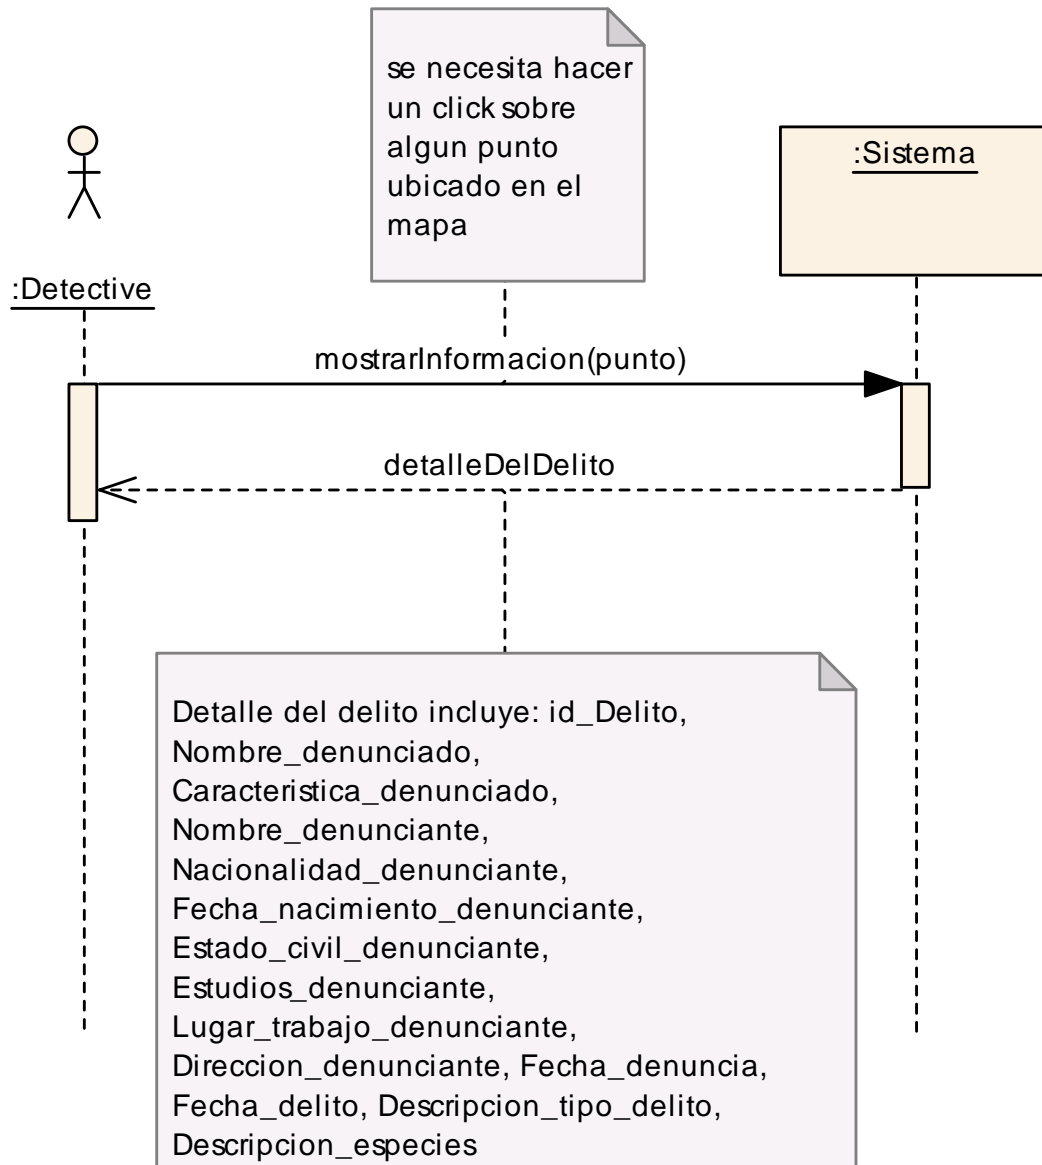 se necesita hacer
un click sobre
algun punto
ubicado en el
mapa
:Sistema
:Detective
mostrarInformacion(punto)
detalleDelDelito
Detalle del delito incluye: id_Delito,
Nombre_denunciado,
Caracteristica_denunciado,
Nombre_denunciante,
Nacionalidad_denunciante,
Fecha_nacimiento_denunciante,
Estado_civil_denunciante,
Estudios_denunciante,
Lugar_trabajo_denunciante,
Direccion_denunciante, Fecha_denuncia,
Fecha_delito, Descripcion_tipo_delito,
Descripcion_especies